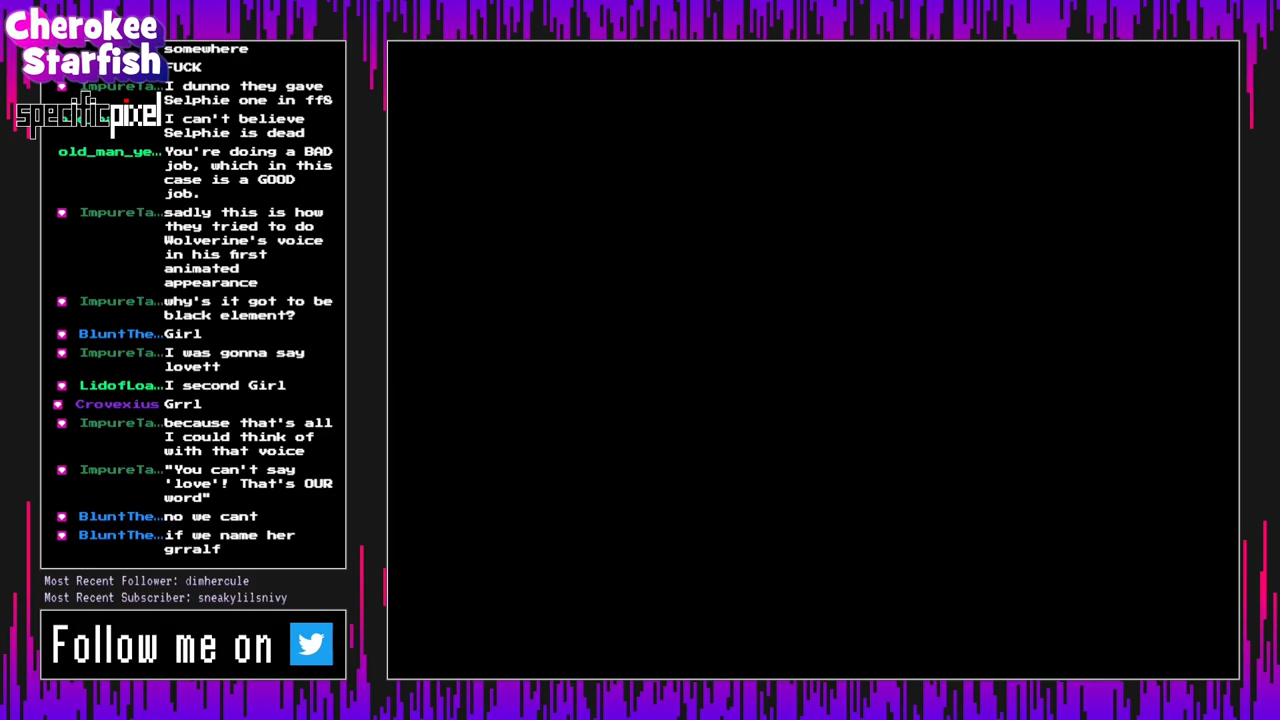 Cherokee
Starfish
somewhere
FUCK
ImpureTa… I dunno they gave
Selphie one in ff8
specificpixel
I can't believe
Selphie is dead
old_man_ye… You're doing a BAD
job, which in this
case is a GOOD
job.
ImpureTa… sadly this is how
they tried to do
Wolverine's voice
in his first
animated
appearance
ImpureTa… why's it got to be
black element?
BluntThe… Girl
ImpureTa… I was gonna say
lovett
LidofLoa… I second Girl
Crovexius Grrl
ImpureTa… because that's all
I could think of
with that voice
ImpureTa… "You can't say
'love'! That's OUR
word"
BluntThe… no we cant
BluntThe… if we name her
grralf
Most Recent Follower: dimhercule
Most Recent Subscriber: sneakylilsnivy
Follow me on